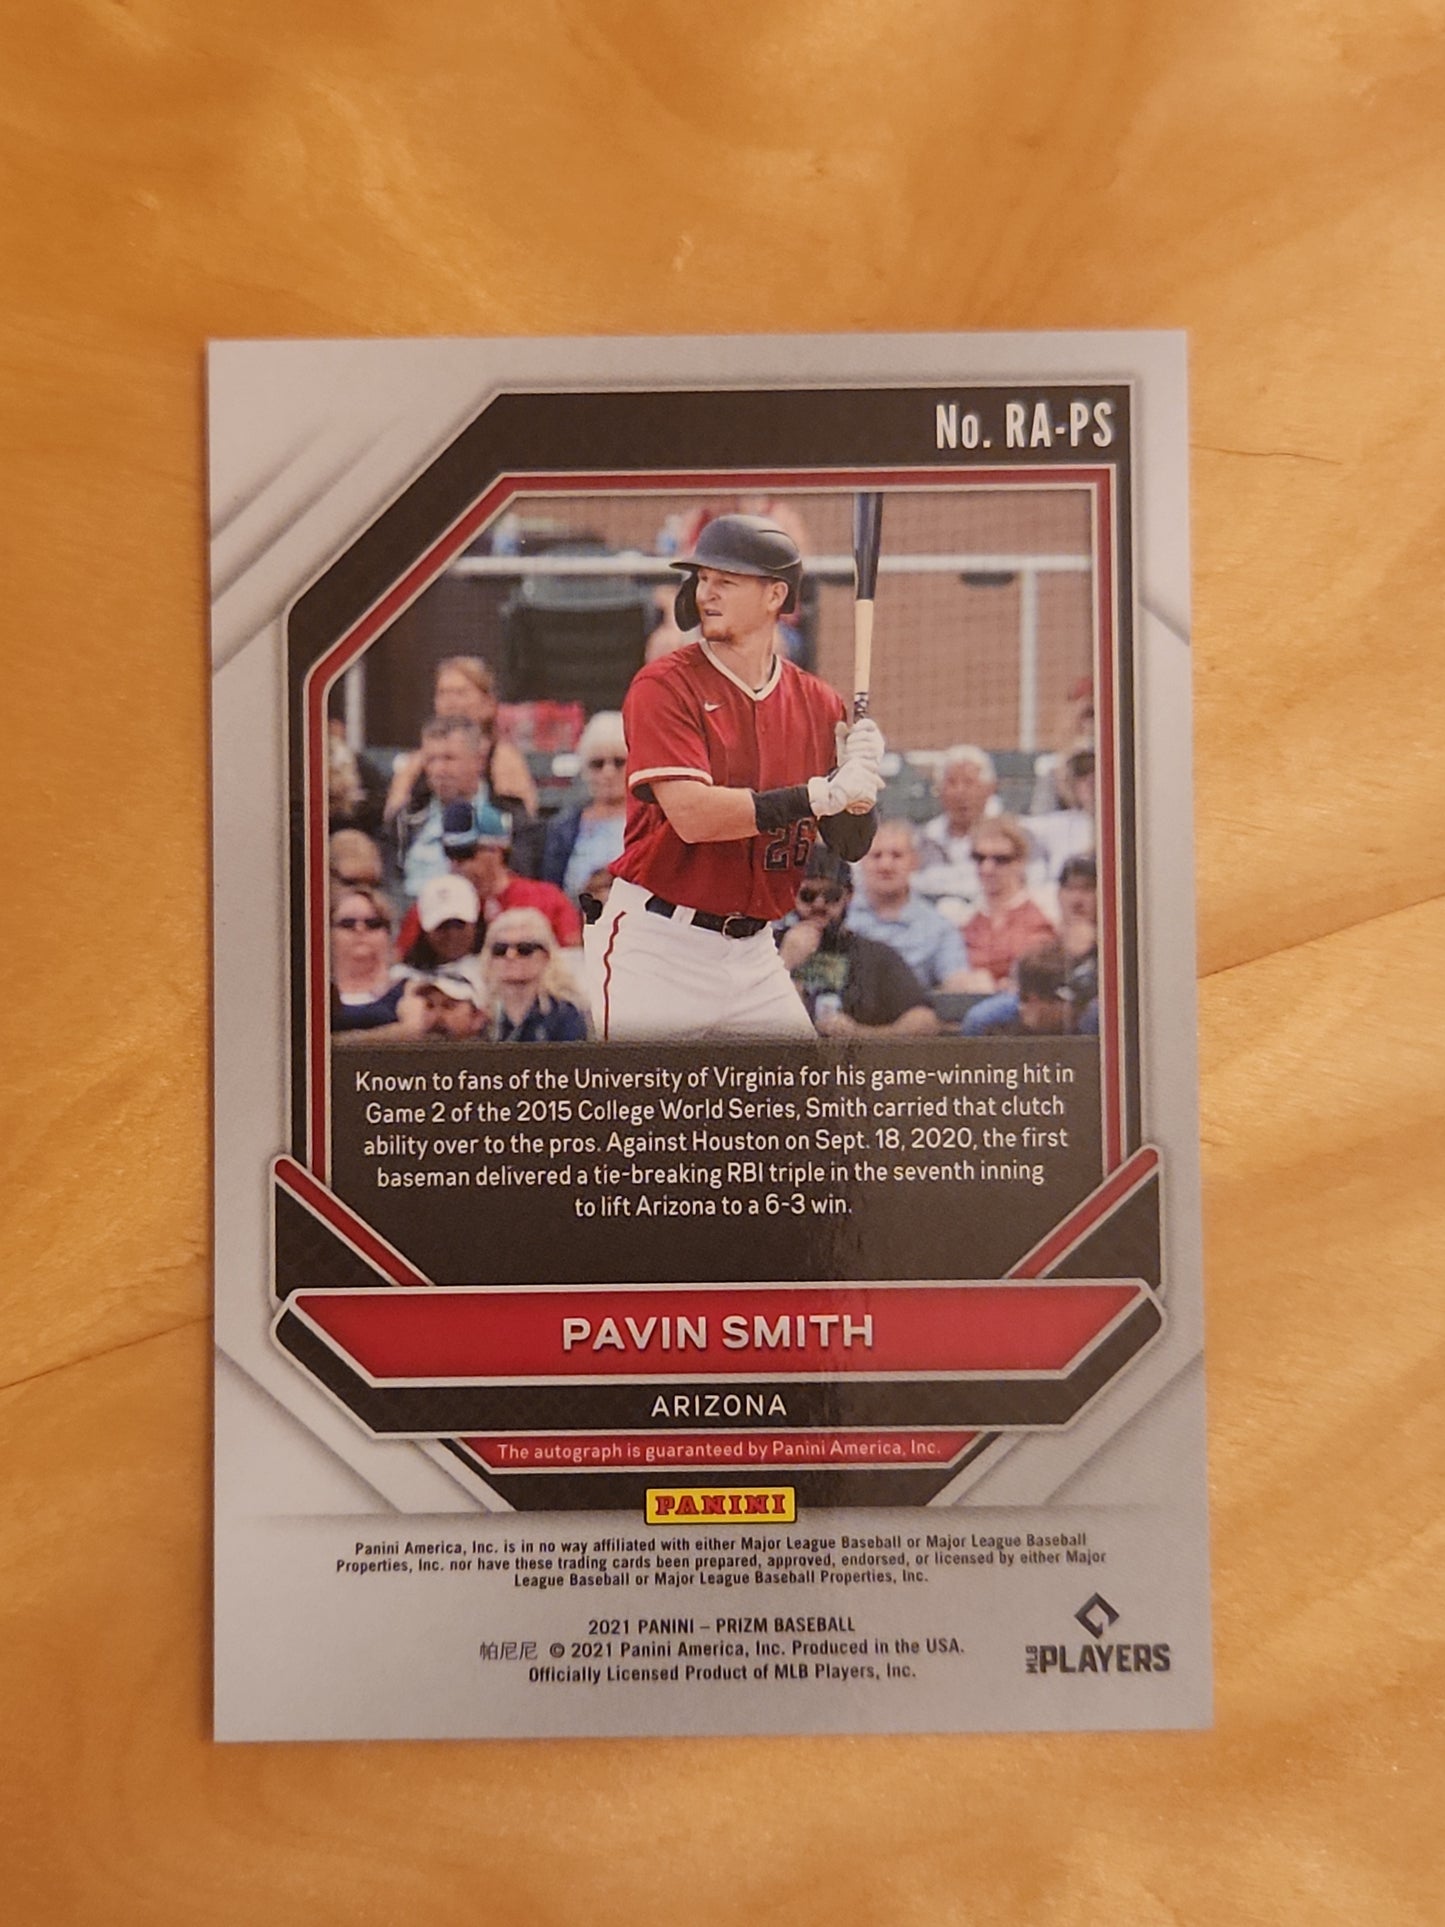 No. RA-PS
26
Known to fans of the University of Virginia for his game-winning hit in
Game 2 of the 2015 College World Series, Smith carried that clutch
ability over to the pros. Against Houston on Sept. 18, 2020, the first
baseman delivered a tie-breaking RBI triple in the seventh inning
to lift Arizona to a 6-3 win.
PAVIN SMITH
ARIZONA
The autograph is guaranteed by Panini America, Inc.
PANINI
Panini America, Inc. is in no way affiliated with either Major League Baseball or Major League Baseball
Properties, Inc. nor have these trading cards been prepared, approved, endorsed, or licensed by either Major
League Baseball or Major League Baseball Properties, Inc.
2021 PANINI – PRIZM BASEBALL
帕尼尼 © 2021 Panini America, Inc. Produced in the USA.
Officially Licensed Product of MLB Players, Inc.
MLB PLAYERS